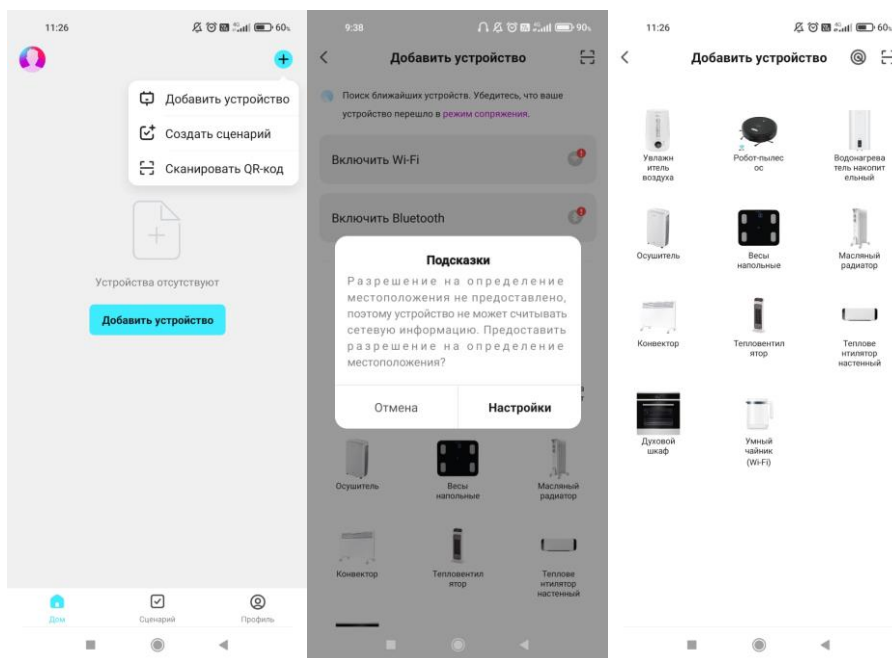 11:26
60%
Добавить устройство
Создать сценарий
Сканировать QR-код
Устройства отсутствуют
Добавить устройство
Дом
Сценарий
Профиль
9:38
90%
Добавить устройство
Поиск ближайших устройств. Убедитесь, что ваше
устройство перешло в режим сопряжения.
Включить Wi-Fi
Включить Bluetooth
Подсказки
Разрешение на определение
местоположения не предоставлено,
поэтому устройство не может считывать
сетевую информацию. Предоставить
разрешение на определение
местоположения?
Отмена
Настройки
Осушитель
Весы
напольные
Масляный
радиатор
Конвектор
Тепловентил
ятор
Теплове
нтилятор
настенный
11:26
60
Добавить устройство
Увлажн
итель
воздуха
Робот-пылес
ос
Водонагрева
тель накопит
ельный
Осушитель
Весы
напольные
Масляный
радиатор
Конвектор
Тепловентил
ятор
Теплове
нтилятор
настенный
Духовой
шкаф
Умный
чайник
(Wi-Fi)